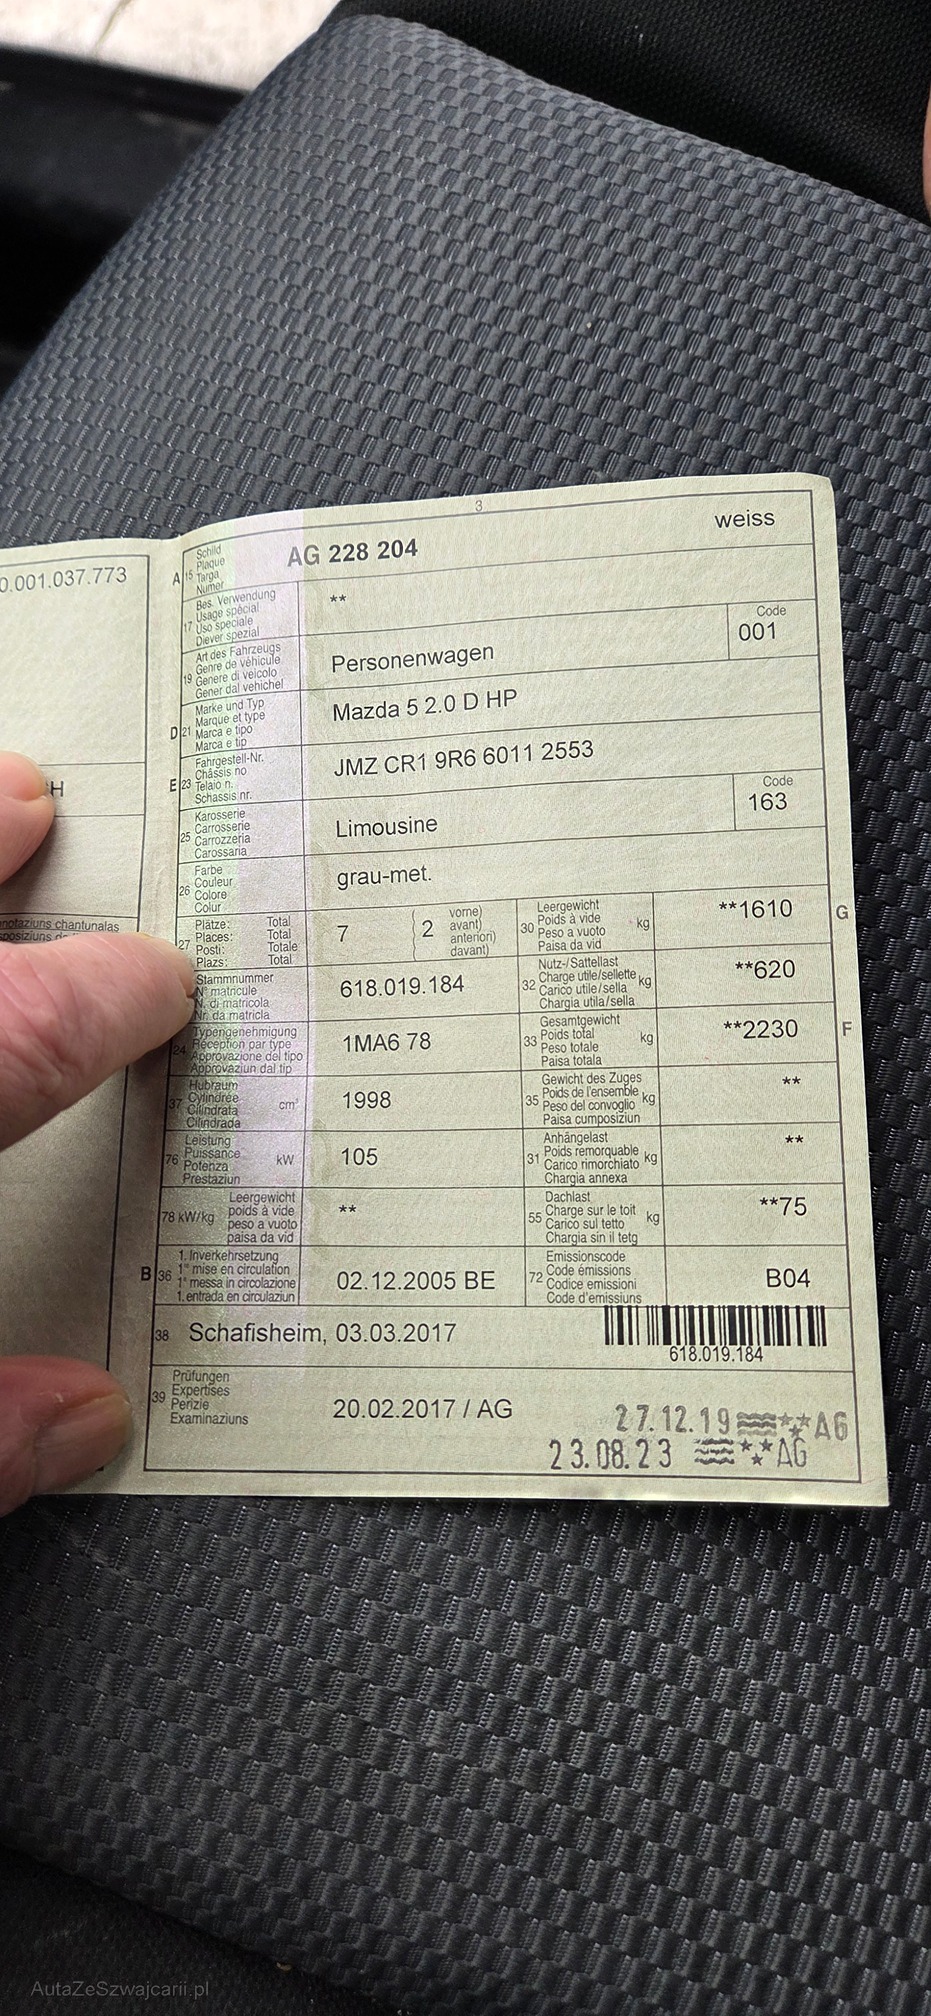 3
0.001.037.773
H
notaziuns chantunalas
A 15 Schild
Plaque
Targa
Numer
AG 228 204
weiss
17 Bes. Verwendung
Usage spécial
Uso speciale
Diever spezial
**
19 Art des Fahrzeugs
Genre de véhicule
Genere di veicolo
Gener dal vehichel
Personenwagen
Code
001
D 21 Marke und Typ
Marque et type
Marca e tipo
Marca e tip
Mazda 5 2.0 D HP
E 23 Fahrgestell-Nr.
Châssis no
Telaio n.
Schassis nr.
JMZ CR1 9R6 6011 2553
25 Karosserie
Carrosserie
Carrozzeria
Carossaria
Limousine
Code
163
26 Farbe
Couleur
Colore
Colur
grau-met.
27 Plätze: Total
Places: Total
Posti: Totale
Plazs: Total
7
2
vorne)
avant)
anteriori)
davant)
30 Leergewicht
Poids à vide
Peso a vuoto
Paisa da vid
kg
**1610
G
Stammnummer
N° matricule
N. di matricola
Nr. da matricla
618.019.184
32 Nutz-/Sattellast
Charge utile/sellette
Carico utile/sella
Chargia utila/sella
kg
**620
24 Typengenehmigung
Réception par type
Approvazione del tipo
Approvaziun dal tip
1MA6 78
33 Gesamtgewicht
Poids total
Peso totale
Paisa totala
kg
**2230
F
37 Hubraum
Cylindrée
Cilindrata
Cilindrada
cm³
1998
35 Gewicht des Zuges
Poids de l'ensemble
Peso del convoglio
Paisa cumposiziun
kg
**
76 Leistung
Puissance
Potenza
Prestaziun
kW
105
31 Anhängelast
Poids remorquable
Carico rimorchiato
Chargia annexa
kg
**
78 kW/kg
Leergewicht
poids à vide
peso a vuoto
paisa da vid
**
55 Dachlast
Charge sur le toit
Carico sul tetto
Chargia sin il tetg
kg
**75
B 36 1. Inverkehrsetzung
1re mise en circulation
1a messa in circolazione
1. entrada en circulaziun
02.12.2005 BE
72 Emissionscode
Code émissions
Codice emissioni
Code d'emissiuns
B04
38 Schafisheim, 03.03.2017
618.019.184
39 Prüfungen
Expertises
Perizie
Examinaziuns
20.02.2017 / AG
27.12.19 AG
23.08.23 AG
AutaZeSzwajcarii.pl